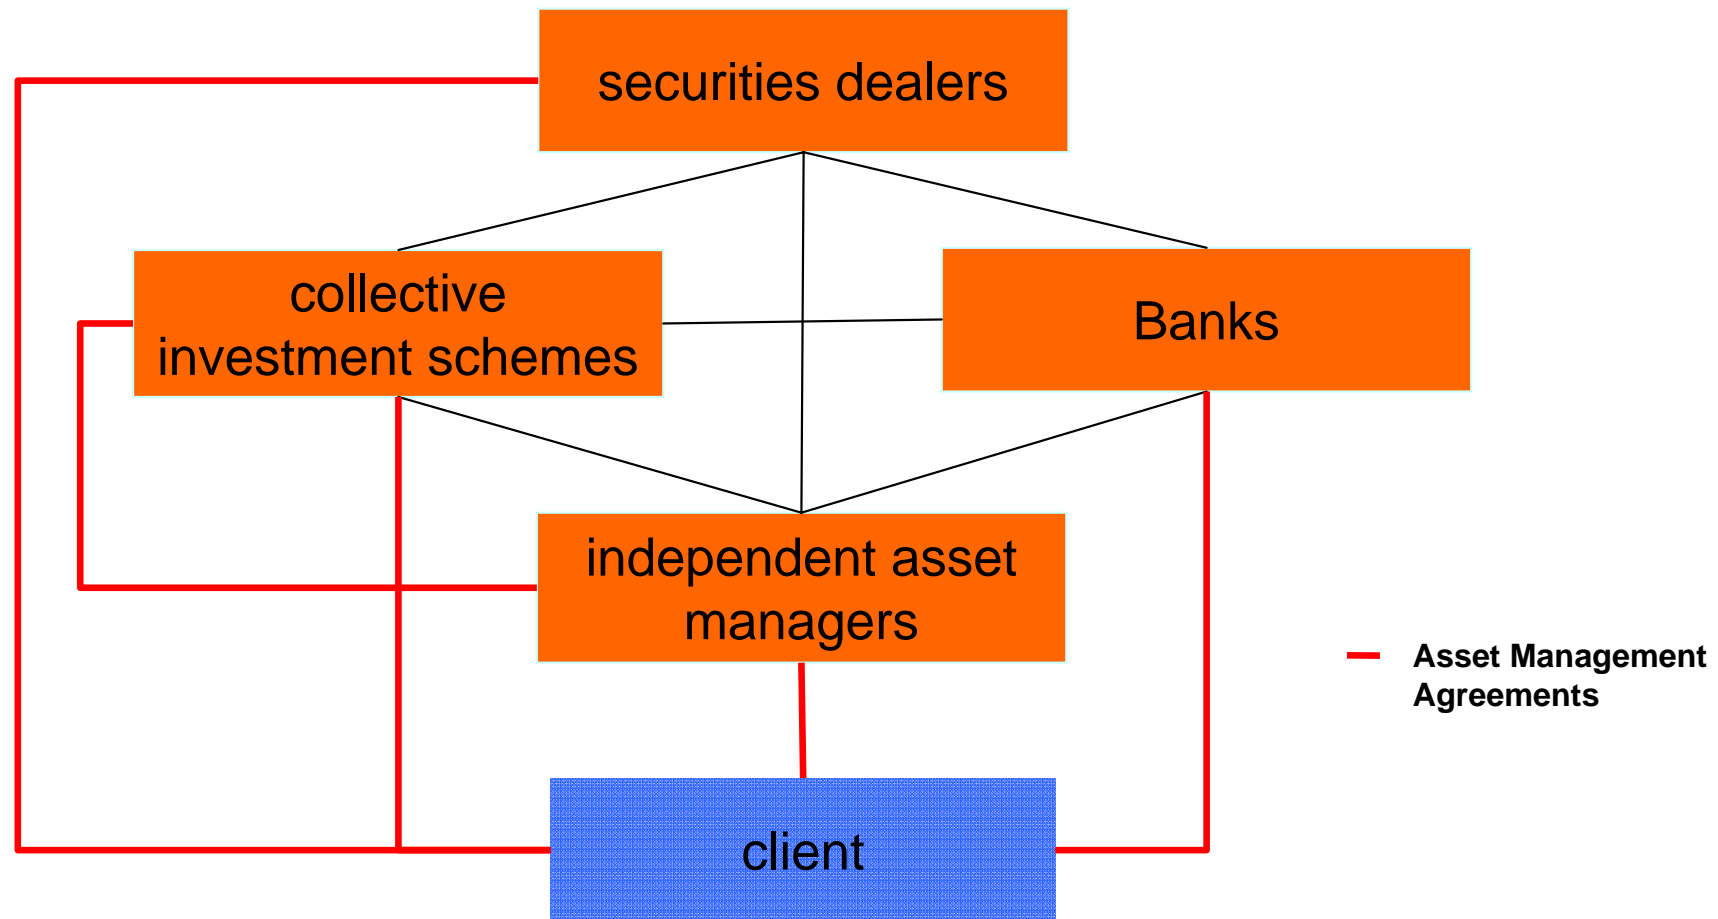 securities dealers
collective
investment schemes
Banks
independent asset
managers
Asset Management
Agreements
client